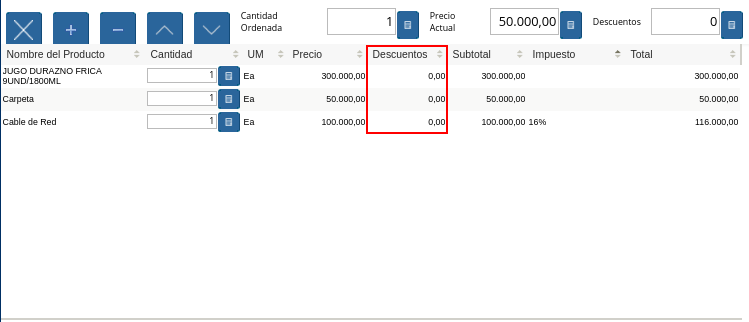 Cantidad Ordenada 1 Precio Actual 50.000,00 Descuentos 0
Nombre del Producto Cantidad UM Precio Descuentos Subtotal Impuesto Total
JUGO DURAZNO FRICA
9UND/1800ML 1 Ea 300.000,00 0,00 300.000,00 300.000,00
Carpeta 1 Ea 50.000,00 0,00 50.000,00 50.000,00
Cable de Red 1 Ea 100.000,00 0,00 100.000,00 16% 116.000,00